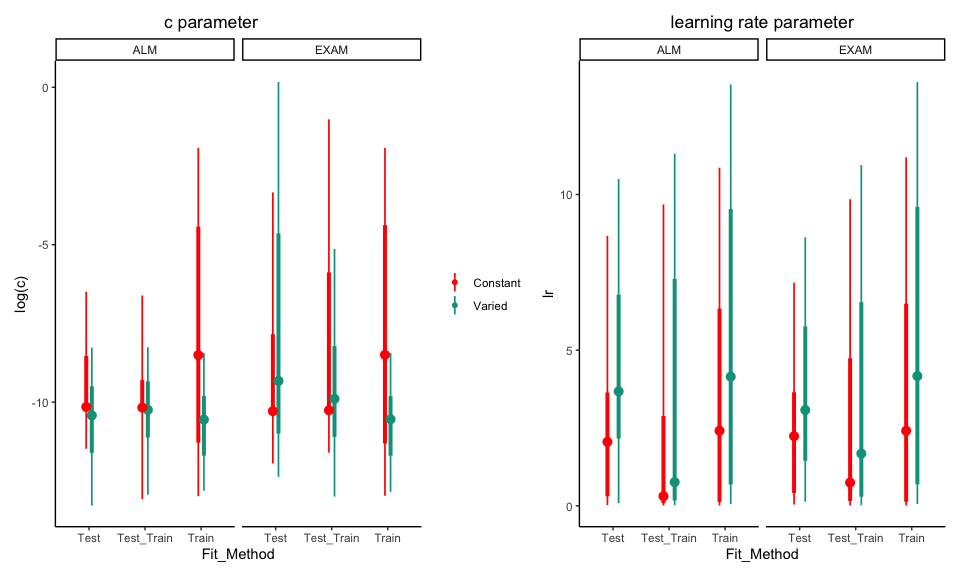 c parameter
ALM EXAM
0
-5
-10
log(c)
Test Test_Train Train Test Test_Train Train
Fit_Method
Constant
Varied
learning rate parameter
ALM EXAM
10
5
0
lr
Test Test_Train Train Test Test_Train Train
Fit_Method